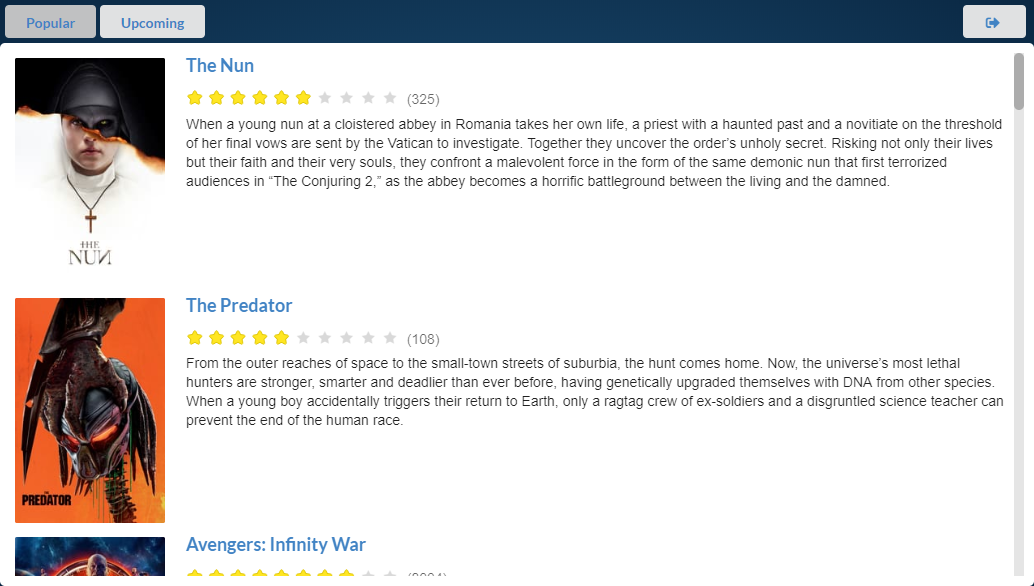 Popular Upcoming
The Nun
(325)
When a young nun at a cloistered abbey in Romania takes her own life, a priest with a haunted past and a novitiate on the threshold
of her final vows are sent by the Vatican to investigate. Together they uncover the order's unholy secret. Risking not only their lives
but their faith and their very souls, they confront a malevolent force in the form of the same demonic nun that first terrorized
audiences in “The Conjuring 2,” as the abbey becomes a horrific battleground between the living and the damned.
THE
NUN
The Predator
(108)
From the outer reaches of space to the small-town streets of suburbia, the hunt comes home. Now, the universe's most lethal
hunters are stronger, smarter and deadlier than ever before, having genetically upgraded themselves with DNA from other species.
When a young boy accidentally triggers their return to Earth, only a ragtag crew of ex-soldiers and a disgruntled science teacher can
prevent the end of the human race.
PREDATOR
Avengers: Infinity War